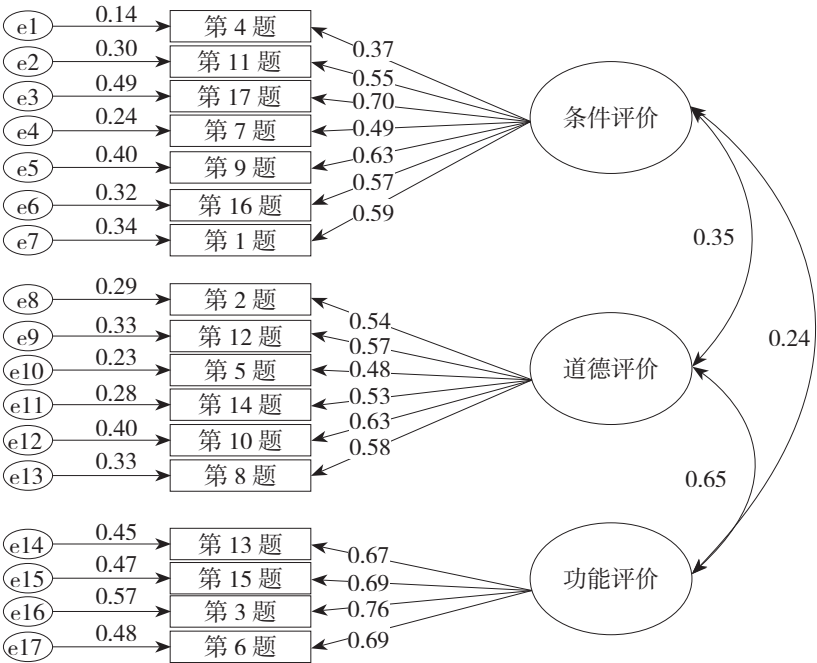 e1 0.14 第 4 题 0.37
e2 0.30 第 11 题 0.55
e3 0.49 第 17 题 0.70
e4 0.24 第 7 题 0.49
e5 0.40 第 9 题 0.63
e6 0.32 第 16 题 0.57
e7 0.34 第 1 题 0.59
条件评价
0.35
0.24
e8 0.29 第 2 题 0.54
e9 0.33 第 12 题 0.57
e10 0.23 第 5 题 0.48
e11 0.28 第 14 题 0.53
e12 0.40 第 10 题 0.63
e13 0.33 第 8 题 0.58
道德评价
0.65
e14 0.45 第 13 题 0.67
e15 0.47 第 15 题 0.69
e16 0.57 第 3 题 0.76
e17 0.48 第 6 题 0.69
功能评价